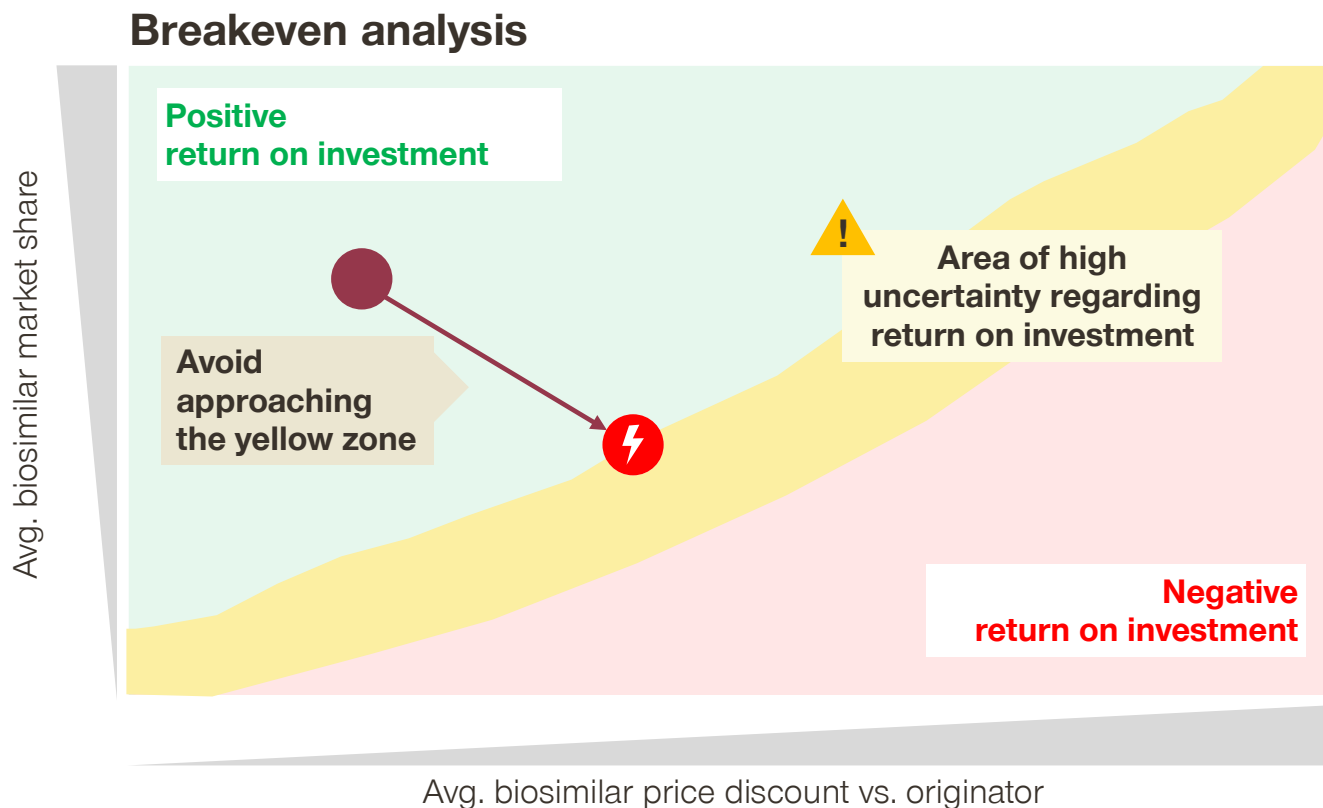 Breakeven analysis
Avg. biosimilar market share
Positive
return on investment
!
Area of high
uncertainty regarding
return on investment
Avoid
approaching
the yellow zone
Negative
return on investment
Avg. biosimilar price discount vs. originator